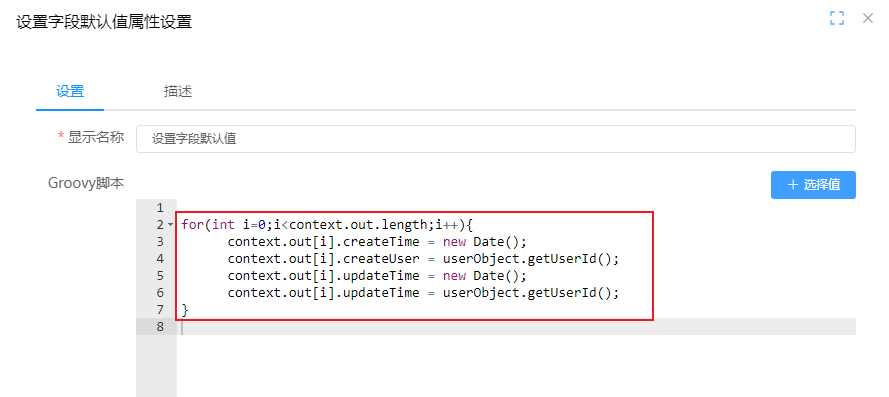 设置字段默认值属性设置
设置 描述
* 显示名称 设置字段默认值
Groovy脚本 + 选择值
1
2 for(int i=0;i<context.out.length;i++){
3 context.out[i].createTime = new Date();
4 context.out[i].createUser = userObject.getUserId();
5 context.out[i].updateTime = new Date();
6 context.out[i].updateTime = userObject.getUserId();
7 }
8